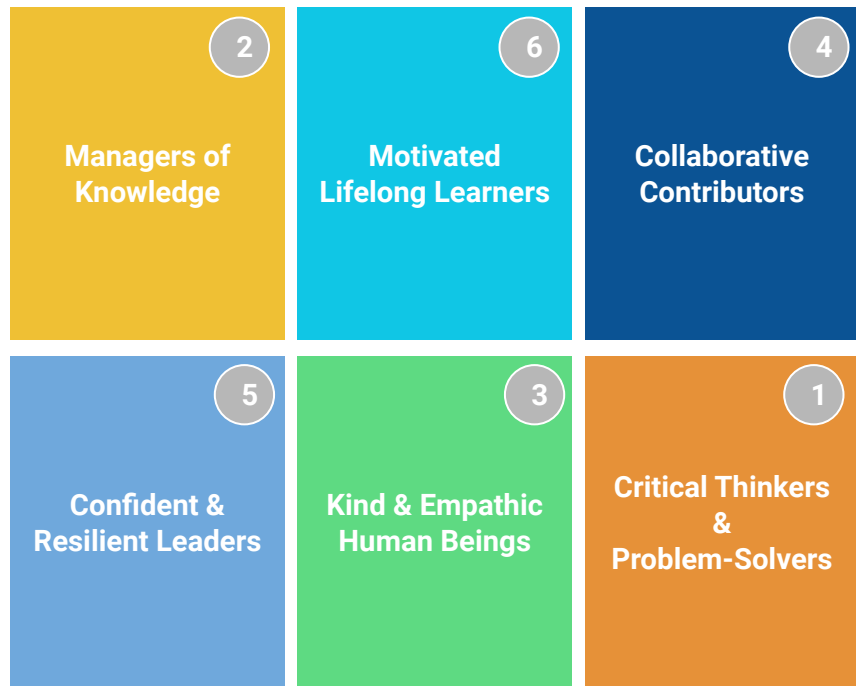 2
Managers of
Knowledge
6
Motivated
Lifelong Learners
4
Collaborative
Contributors
5
Confident &
Resilient Leaders
3
Kind & Empathic
Human Beings
1
Critical Thinkers
&
Problem-Solvers